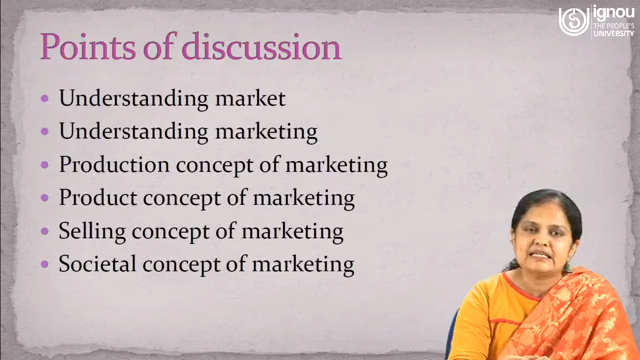 Points of discussion
Understanding market
Understanding marketing
Production concept of marketing
Product concept of marketing
Selling concept of marketing
Societal concept of marketing
ignou
THE PEOPLE'S
UNIVERSITY